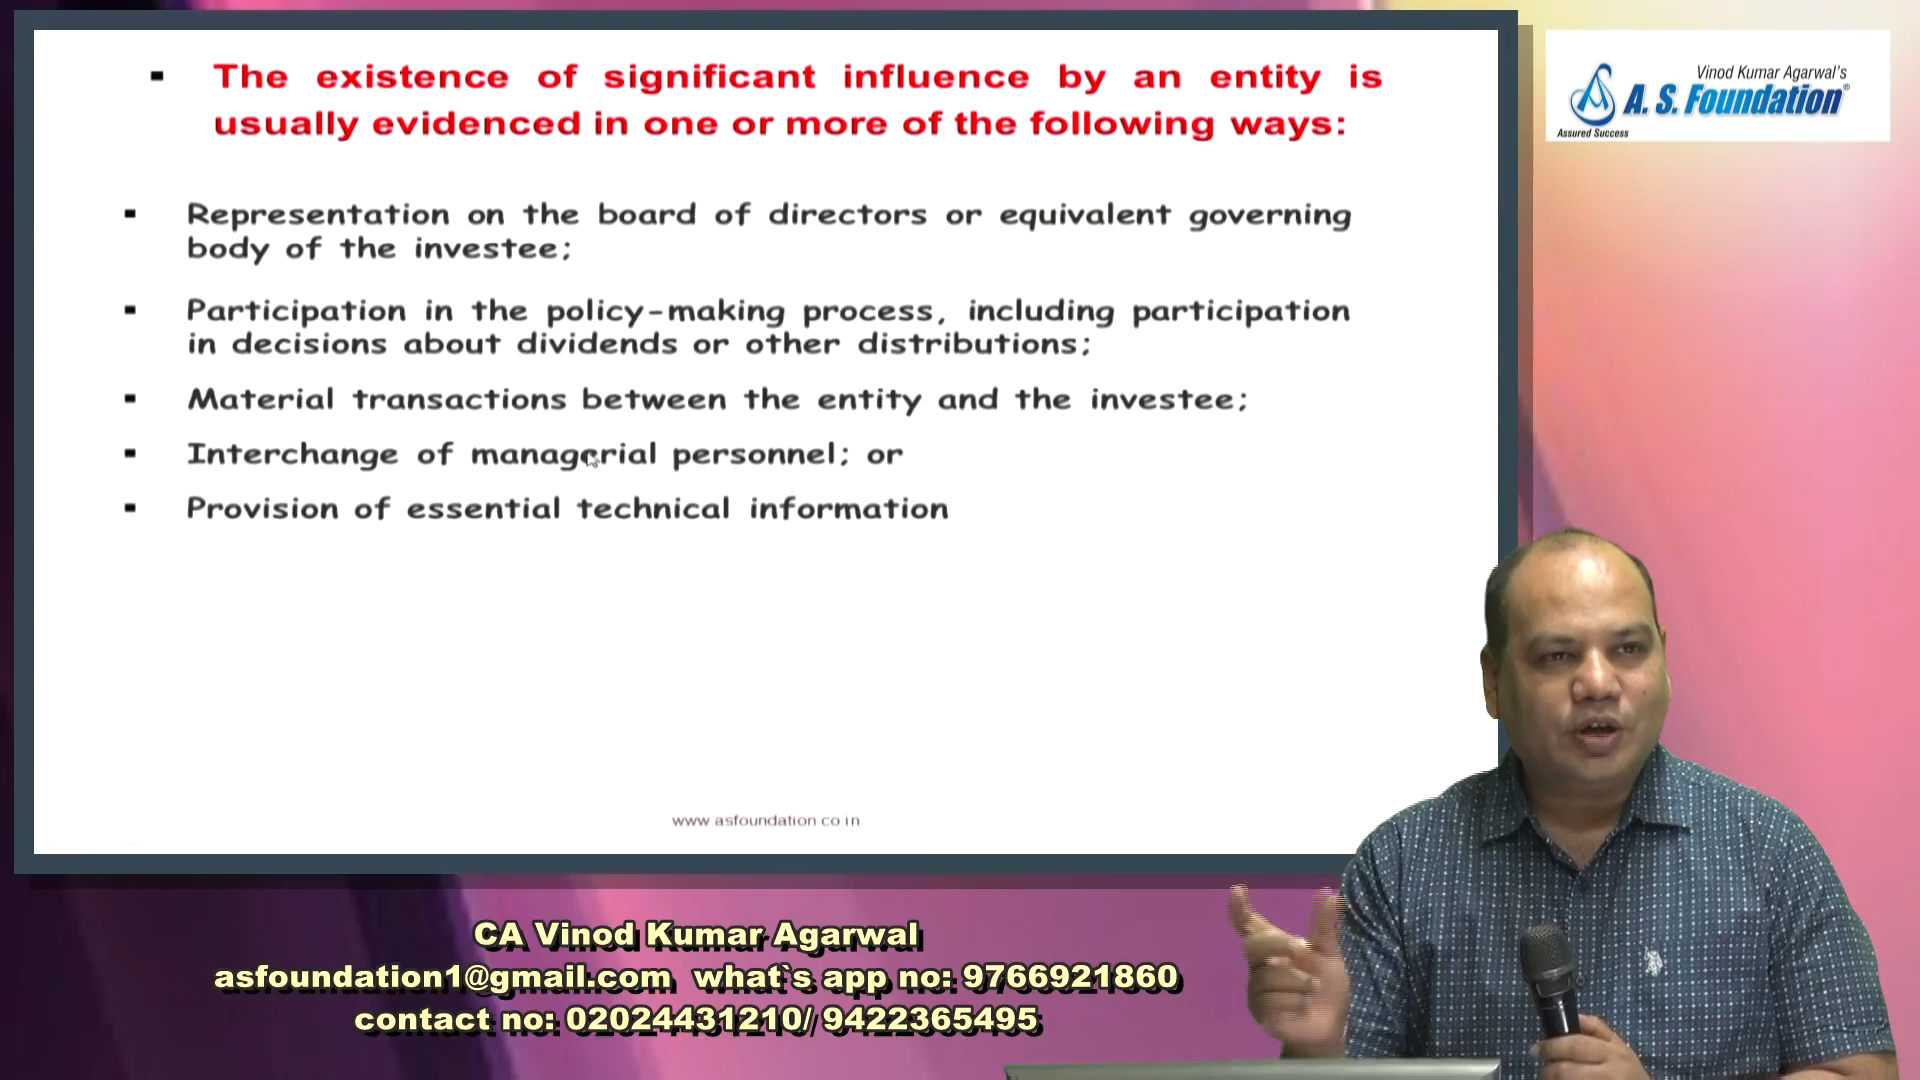 ▪ The existence of significant influence by an entity is
usually evidenced in one or more of the following ways:
▪ Representation on the board of directors or equivalent governing
body of the investee;
▪ Participation in the policy-making process, including participation
in decisions about dividends or other distributions;
▪ Material transactions between the entity and the investee;
▪ Interchange of managerial personnel; or
▪ Provision of essential technical information
www asfoundation co in
Vinod Kumar Agarwal's
A. S. Foundation®
Assured Success
CA Vinod Kumar Agarwal
asfoundation1@gmail.com what`s app no: 9766921860
contact no: 02024431210/ 9422365495